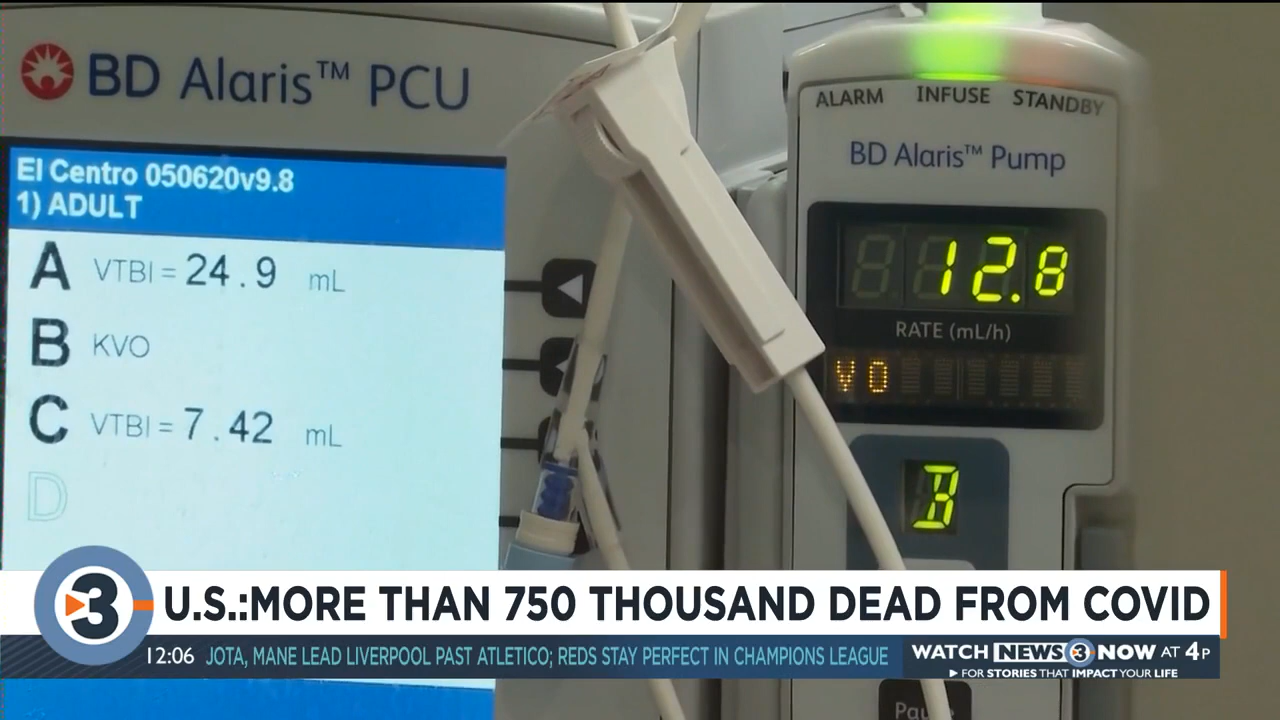 BD Alaris™ PCU
El Centro 050620v9.8
1) ADULT
A VTBI = 24.9 mL
B KVO
C VTBI = 7.42 mL
D
ALARM INFUSE STANDBY
BD Alaris™ Pump
12.8
RATE (mL/h)
VO
B
3 U.S.:MORE THAN 750 THOUSAND DEAD FROM COVID
12:06 JOTA, MANE LEAD LIVERPOOL PAST ATLETICO; REDS STAY PERFECT IN CHAMPIONS LEAGUE
WATCH NEWS 3 NOW AT 4P
FOR STORIES THAT IMPACT YOUR LIFE